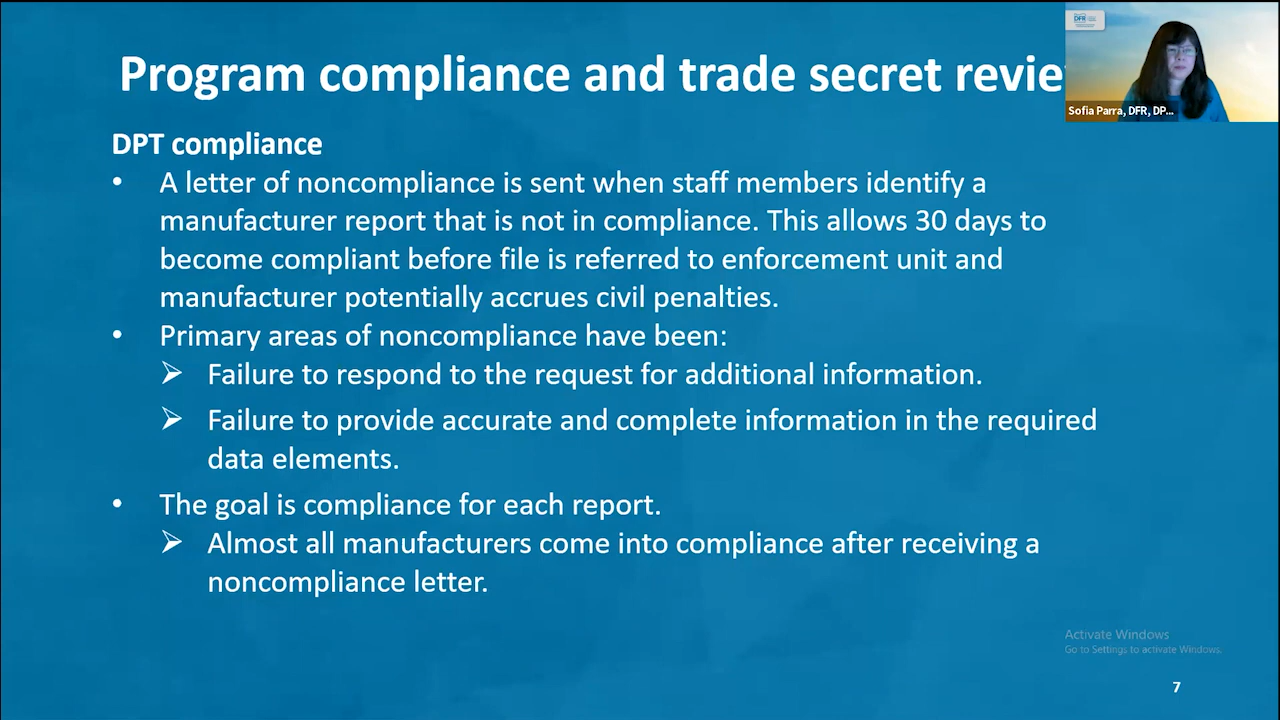 Program compliance and trade secret revie
DFR
Sofia Parra, DFR, DP...
DPT compliance
• A letter of noncompliance is sent when staff members identify a
manufacturer report that is not in compliance. This allows 30 days to
become compliant before file is referred to enforcement unit and
manufacturer potentially accrues civil penalties.
• Primary areas of noncompliance have been:
➢ Failure to respond to the request for additional information.
➢ Failure to provide accurate and complete information in the required
data elements.
• The goal is compliance for each report.
➢ Almost all manufacturers come into compliance after receiving a
noncompliance letter.
Activate Windows
Go to Settings to activate Windows.
7